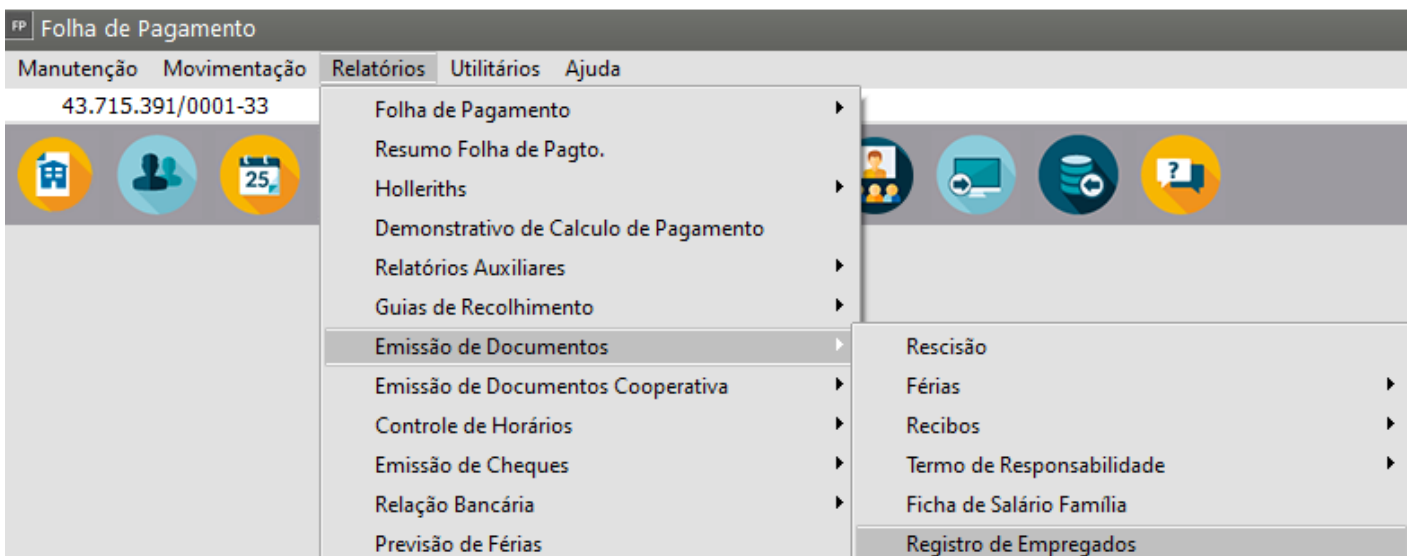 FP Folha de Pagamento
Manutenção Movimentação Relatórios Utilitários Ajuda
43.715.391/0001-33
25
?
Folha de Pagamento
Resumo Folha de Pagto.
Holleriths
Demonstrativo de Calculo de Pagamento
Relatórios Auxiliares
Guias de Recolhimento
Emissão de Documentos
Emissão de Documentos Cooperativa
Controle de Horários
Emissão de Cheques
Relação Bancária
Previsão de Férias
Rescisão
Férias
Recibos
Termo de Responsabilidade
Ficha de Salário Família
Registro de Empregados